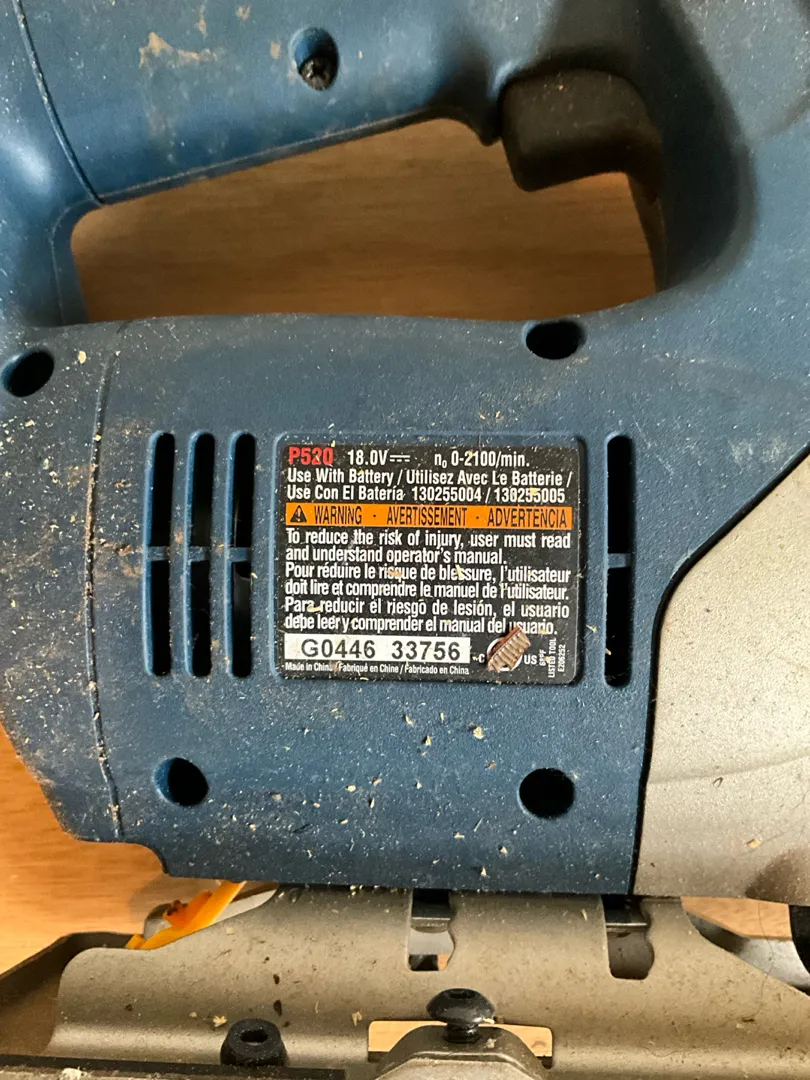 P520 18.0V n₀ 0-2100/min.
Use With Battery / Utilisez Avec Le Batterie /
Use Con El Bateria 130255004 / 130255005
WARNING · AVERTISSEMENT · ADVERTENCIA
To reduce the risk of injury, user must read
and understand operator's manual.
Pour réduire le risque de blessure, l'utilisateur
doit lire et comprendre le manuel de l'utilisateur.
Para reducir el riesgo de lesión, el usuario
debe leer y comprender el manual del usuario.
G0446 33756
Made in China / Fabriqué en Chine / Fabricado en China
C US
LISTED TOOL
E206252